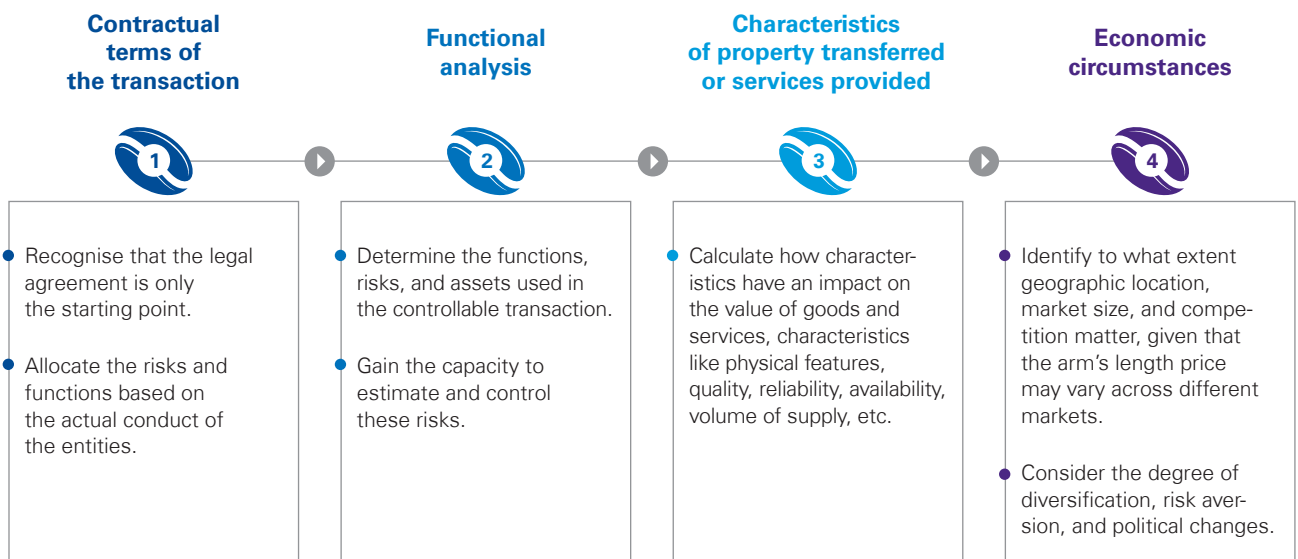 Contractual
terms of
the transaction
1
Recognise that the legal
agreement is only
the starting point.
Allocate the risks and
functions based on
the actual conduct of
the entities.
Functional
analysis
2
Determine the functions,
risks, and assets used in
the controllable transaction.
Gain the capacity to
estimate and control
these risks.
Characteristics
of property transferred
or services provided
3
Calculate how character-
istics have an impact on
the value of goods and
services, characteristics
like physical features,
quality, reliability, availability,
volume of supply, etc.
Economic
circumstances
4
Identify to what extent
geographic location,
market size, and compe-
tition matter, given that
the arm’s length price
may vary across different
markets.
Consider the degree of
diversification, risk aver-
sion, and political changes.